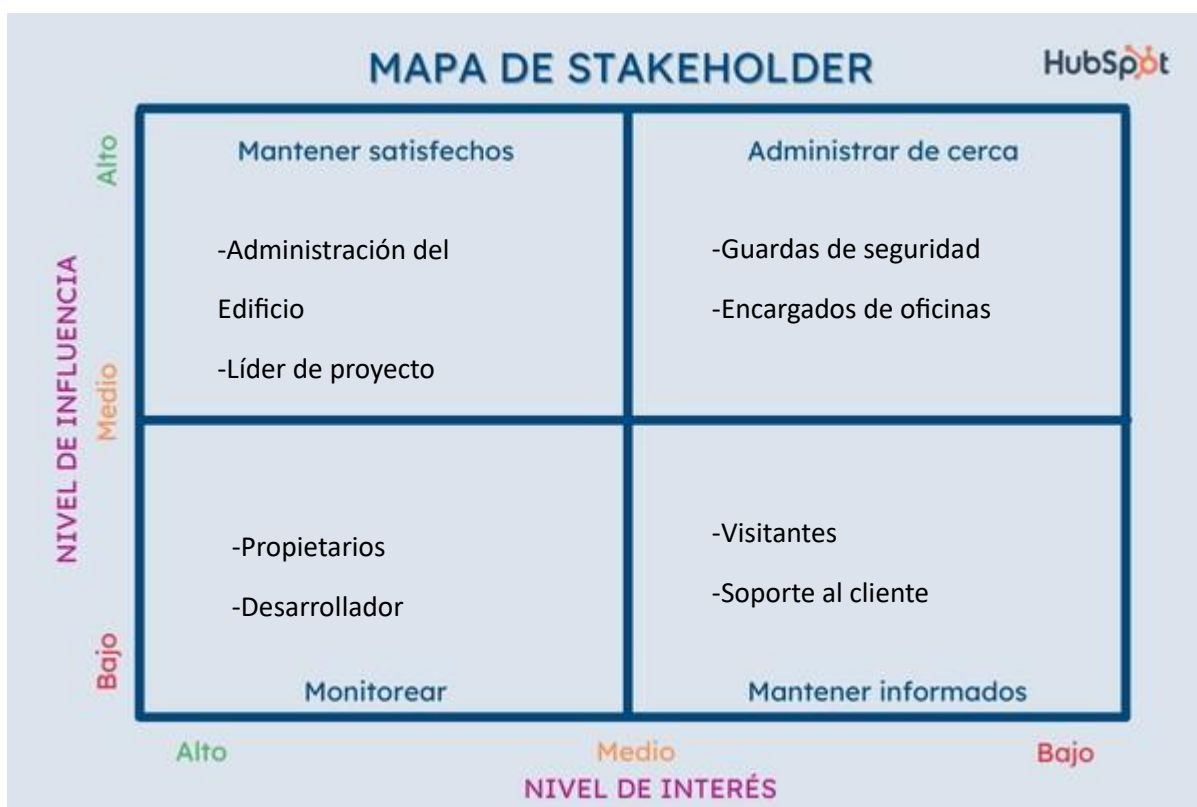 MAPA DE STAKEHOLDER
HubSpot
NIVEL DE INFLUENCIA
Alto
Medio
Bajo
Mantener satisfechos
-Administración del
Edificio
-Líder de proyecto
Administrar de cerca
-Guardas de seguridad
-Encargados de oficinas
-Propietarios
-Desarrollador
Monitorear
-Visitantes
-Soporte al cliente
Mantener informados
Alto
Medio
Bajo
NIVEL DE INTERÉS